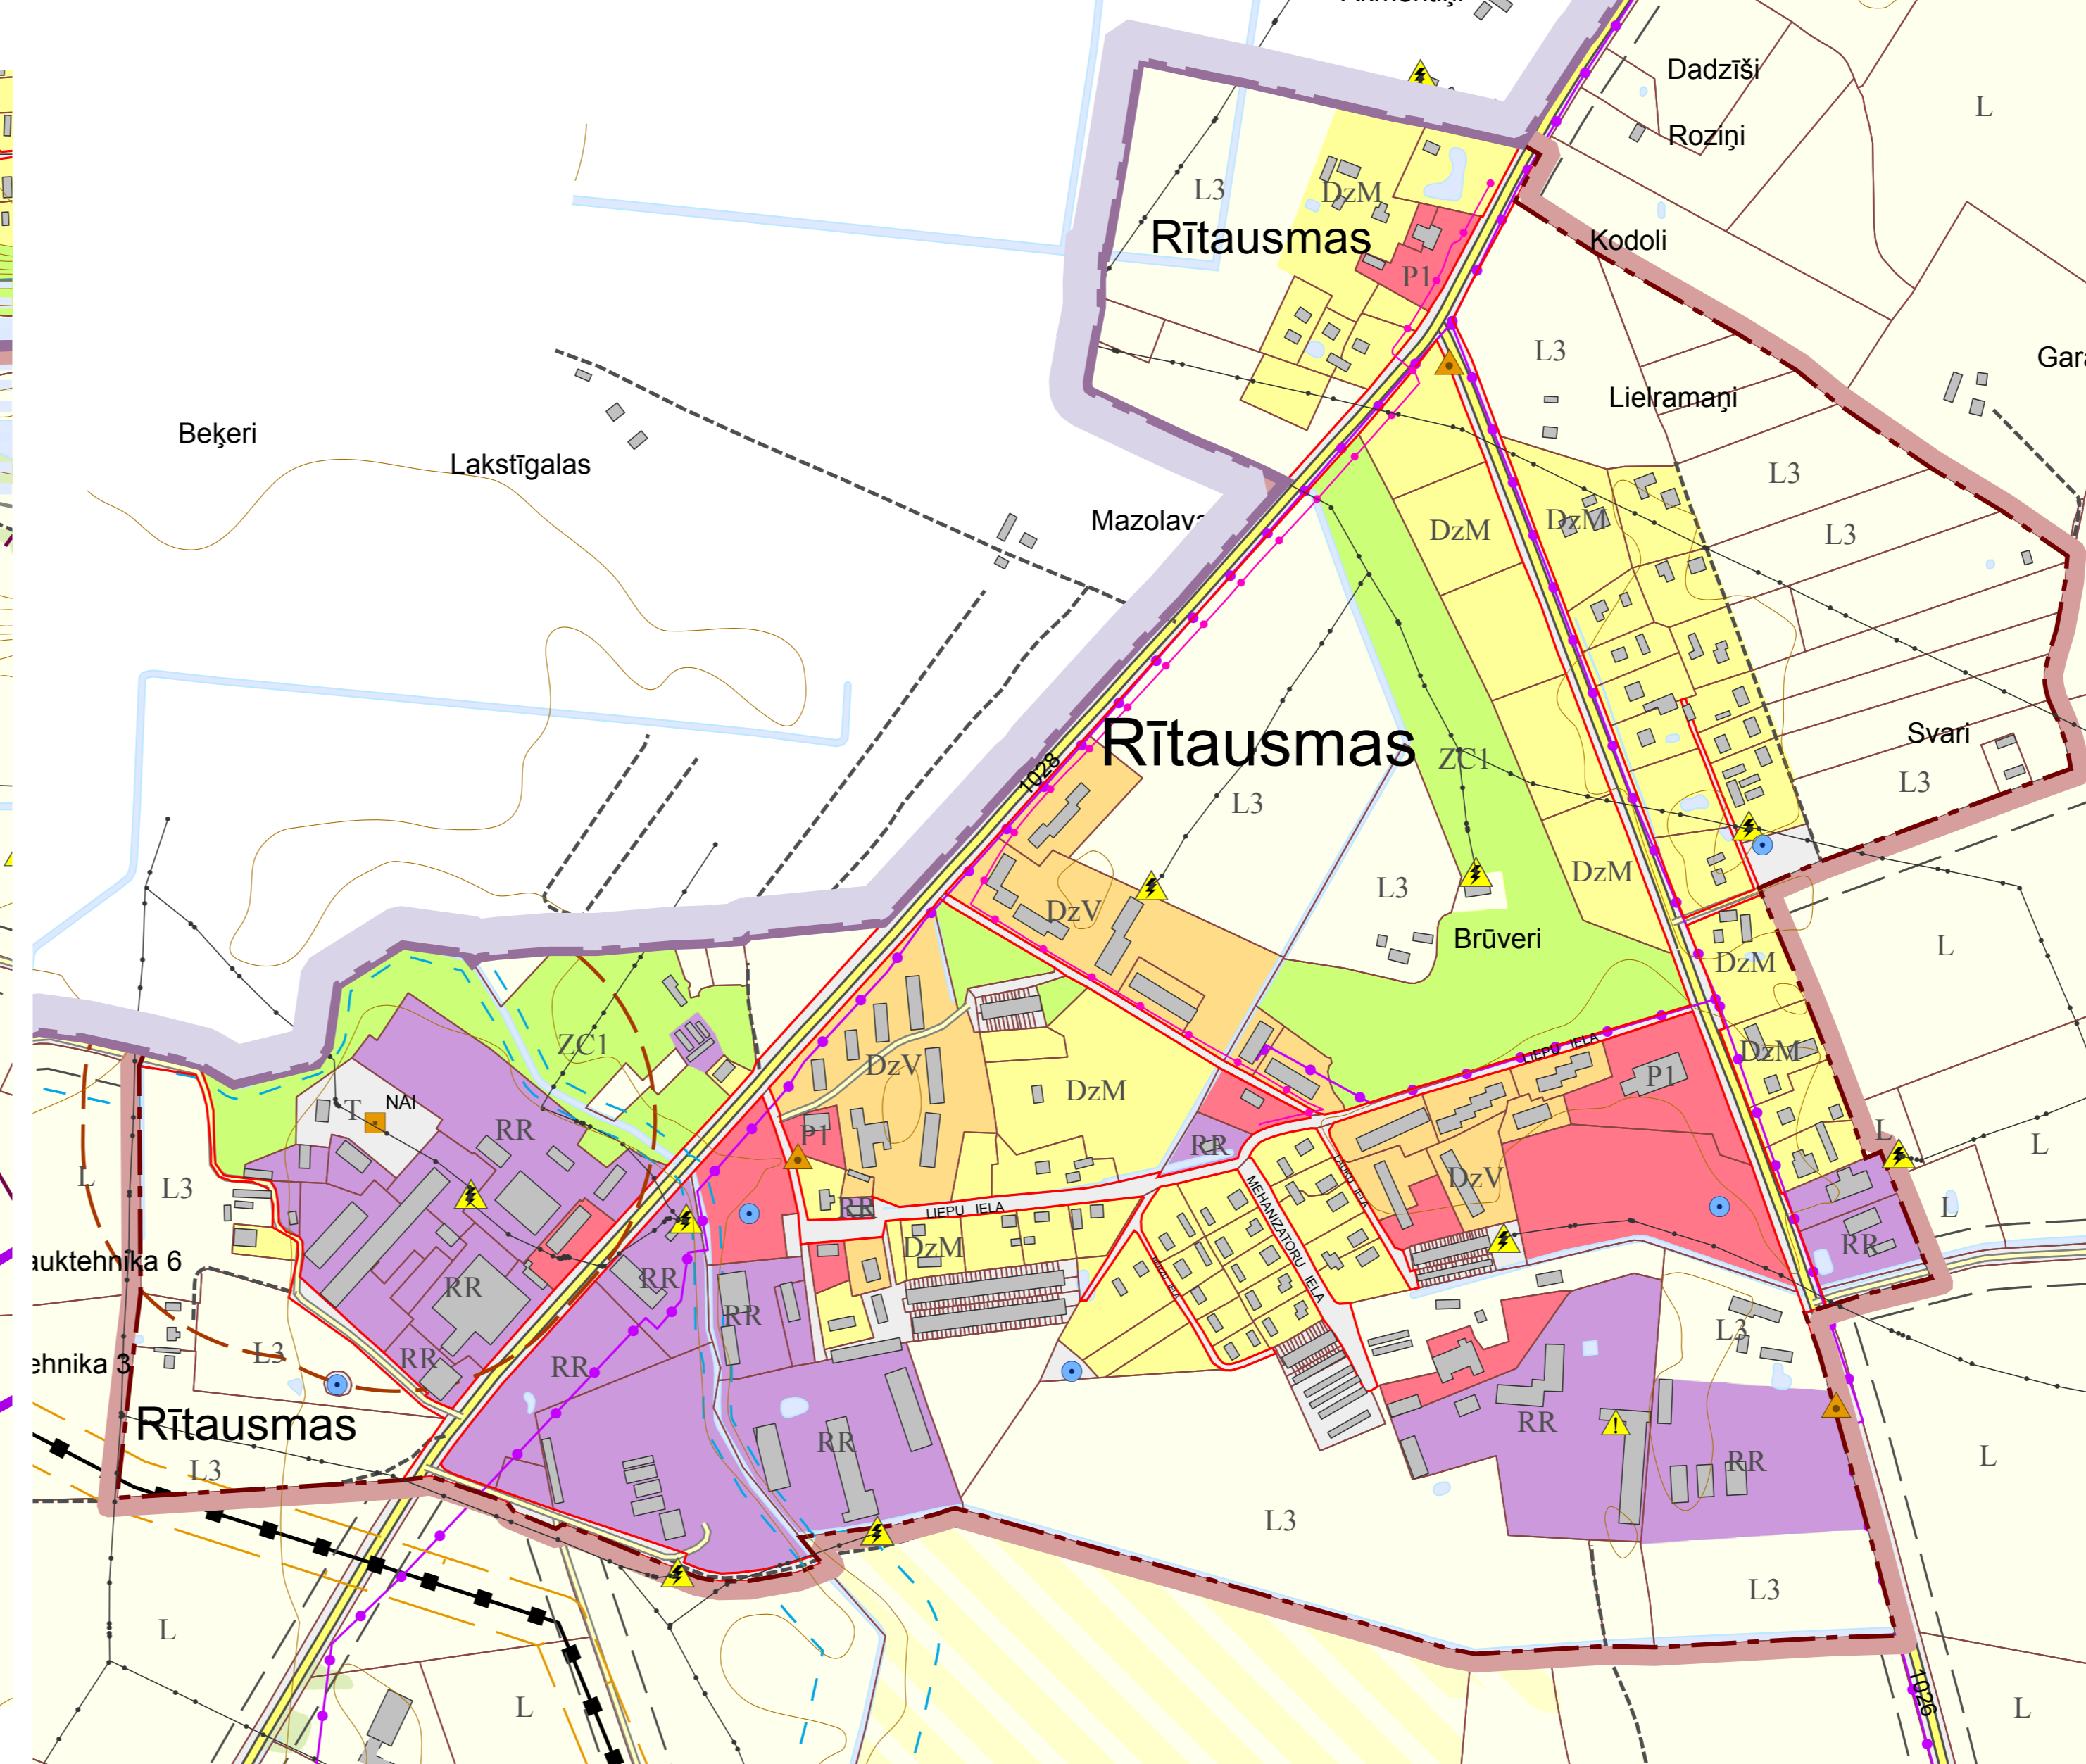 Dadzīši
L
Roziņi
L3
DzM
Rītausmas
Kodoli
P1
L3
Gara
Lielramaņi
Beķeri
Lakstīgalas
L3
Mazolava
DzM
DzM
L3
Svari
Rītausmas
ZC1
1028
L3
L3
L3
DzM
DzV
Brūveri
L
DzM
ZC1
LIEPU IELA
DzM
DzV
P1
DzM
T
NAI
RR
P1
L
L
RR
L
L3
LAUKU IELA
DzV
MEHANIZATORU IELA
RR
LIEPU IELA
L
DzM
RR
auktehnika 6
RR
RR
RR
L3
L3
RR
RR
ehnika 3
Rītausmas
RR
RR
L
RR
L3
L3
L3
L
L
L
1026
L